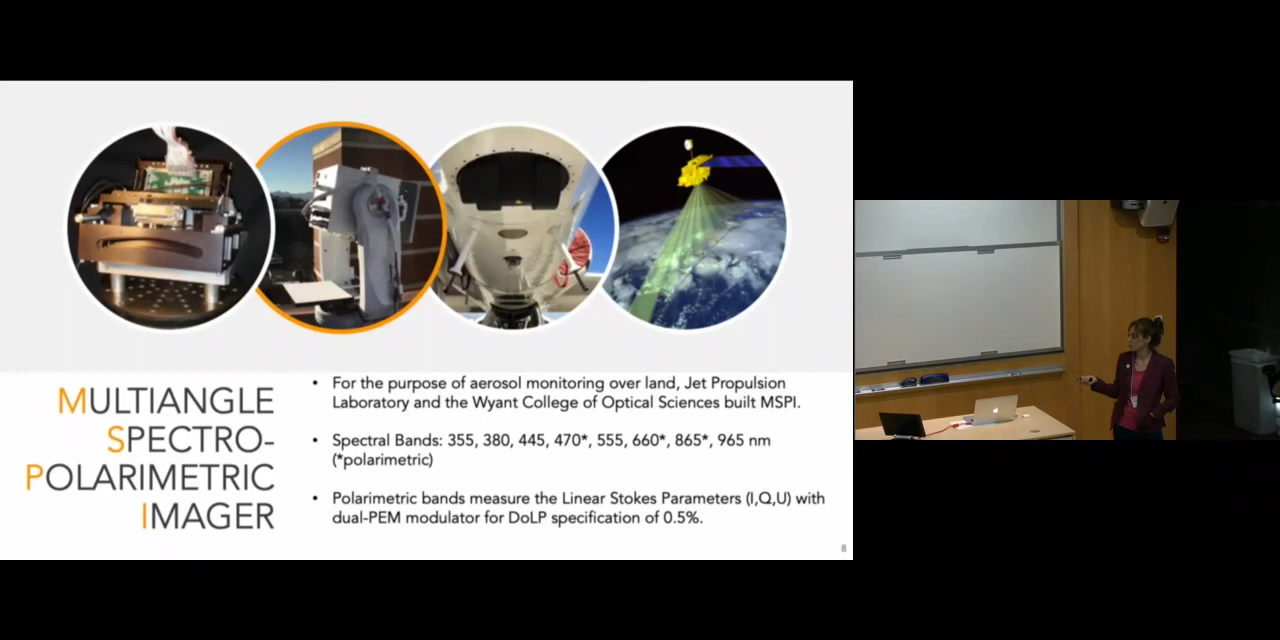 MULTIANGLE
SPECTRO-
POLARIMETRIC
IMAGER
• For the purpose of aerosol monitoring over land, Jet Propulsion
Laboratory and the Wyant College of Optical Sciences built MSPI.
• Spectral Bands: 355, 380, 445, 470*, 555, 660*, 865*, 965 nm
(*polarimetric)
• Polarimetric bands measure the Linear Stokes Parameters (I,Q,U) with
dual-PEM modulator for DoLP specification of 0.5%.
8